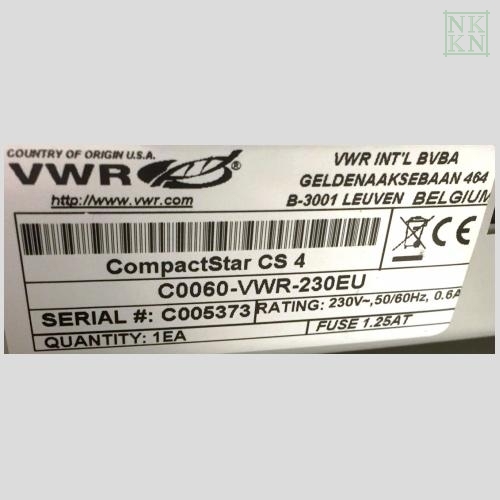 NK
KN
COUNTRY OF ORIGIN U.S.A.
VWR
http://www.vwr.com
VWR INT'L BVBA
GELDENAAKSEBAAN 464
B-3001 LEUVEN BELGIUM
CompactStar CS 4
C0060-VWR-230EU
SERIAL #: C005373
RATING: 230V~,50/60Hz, 0.6A
QUANTITY: 1EA
FUSE 1.25AT
CE